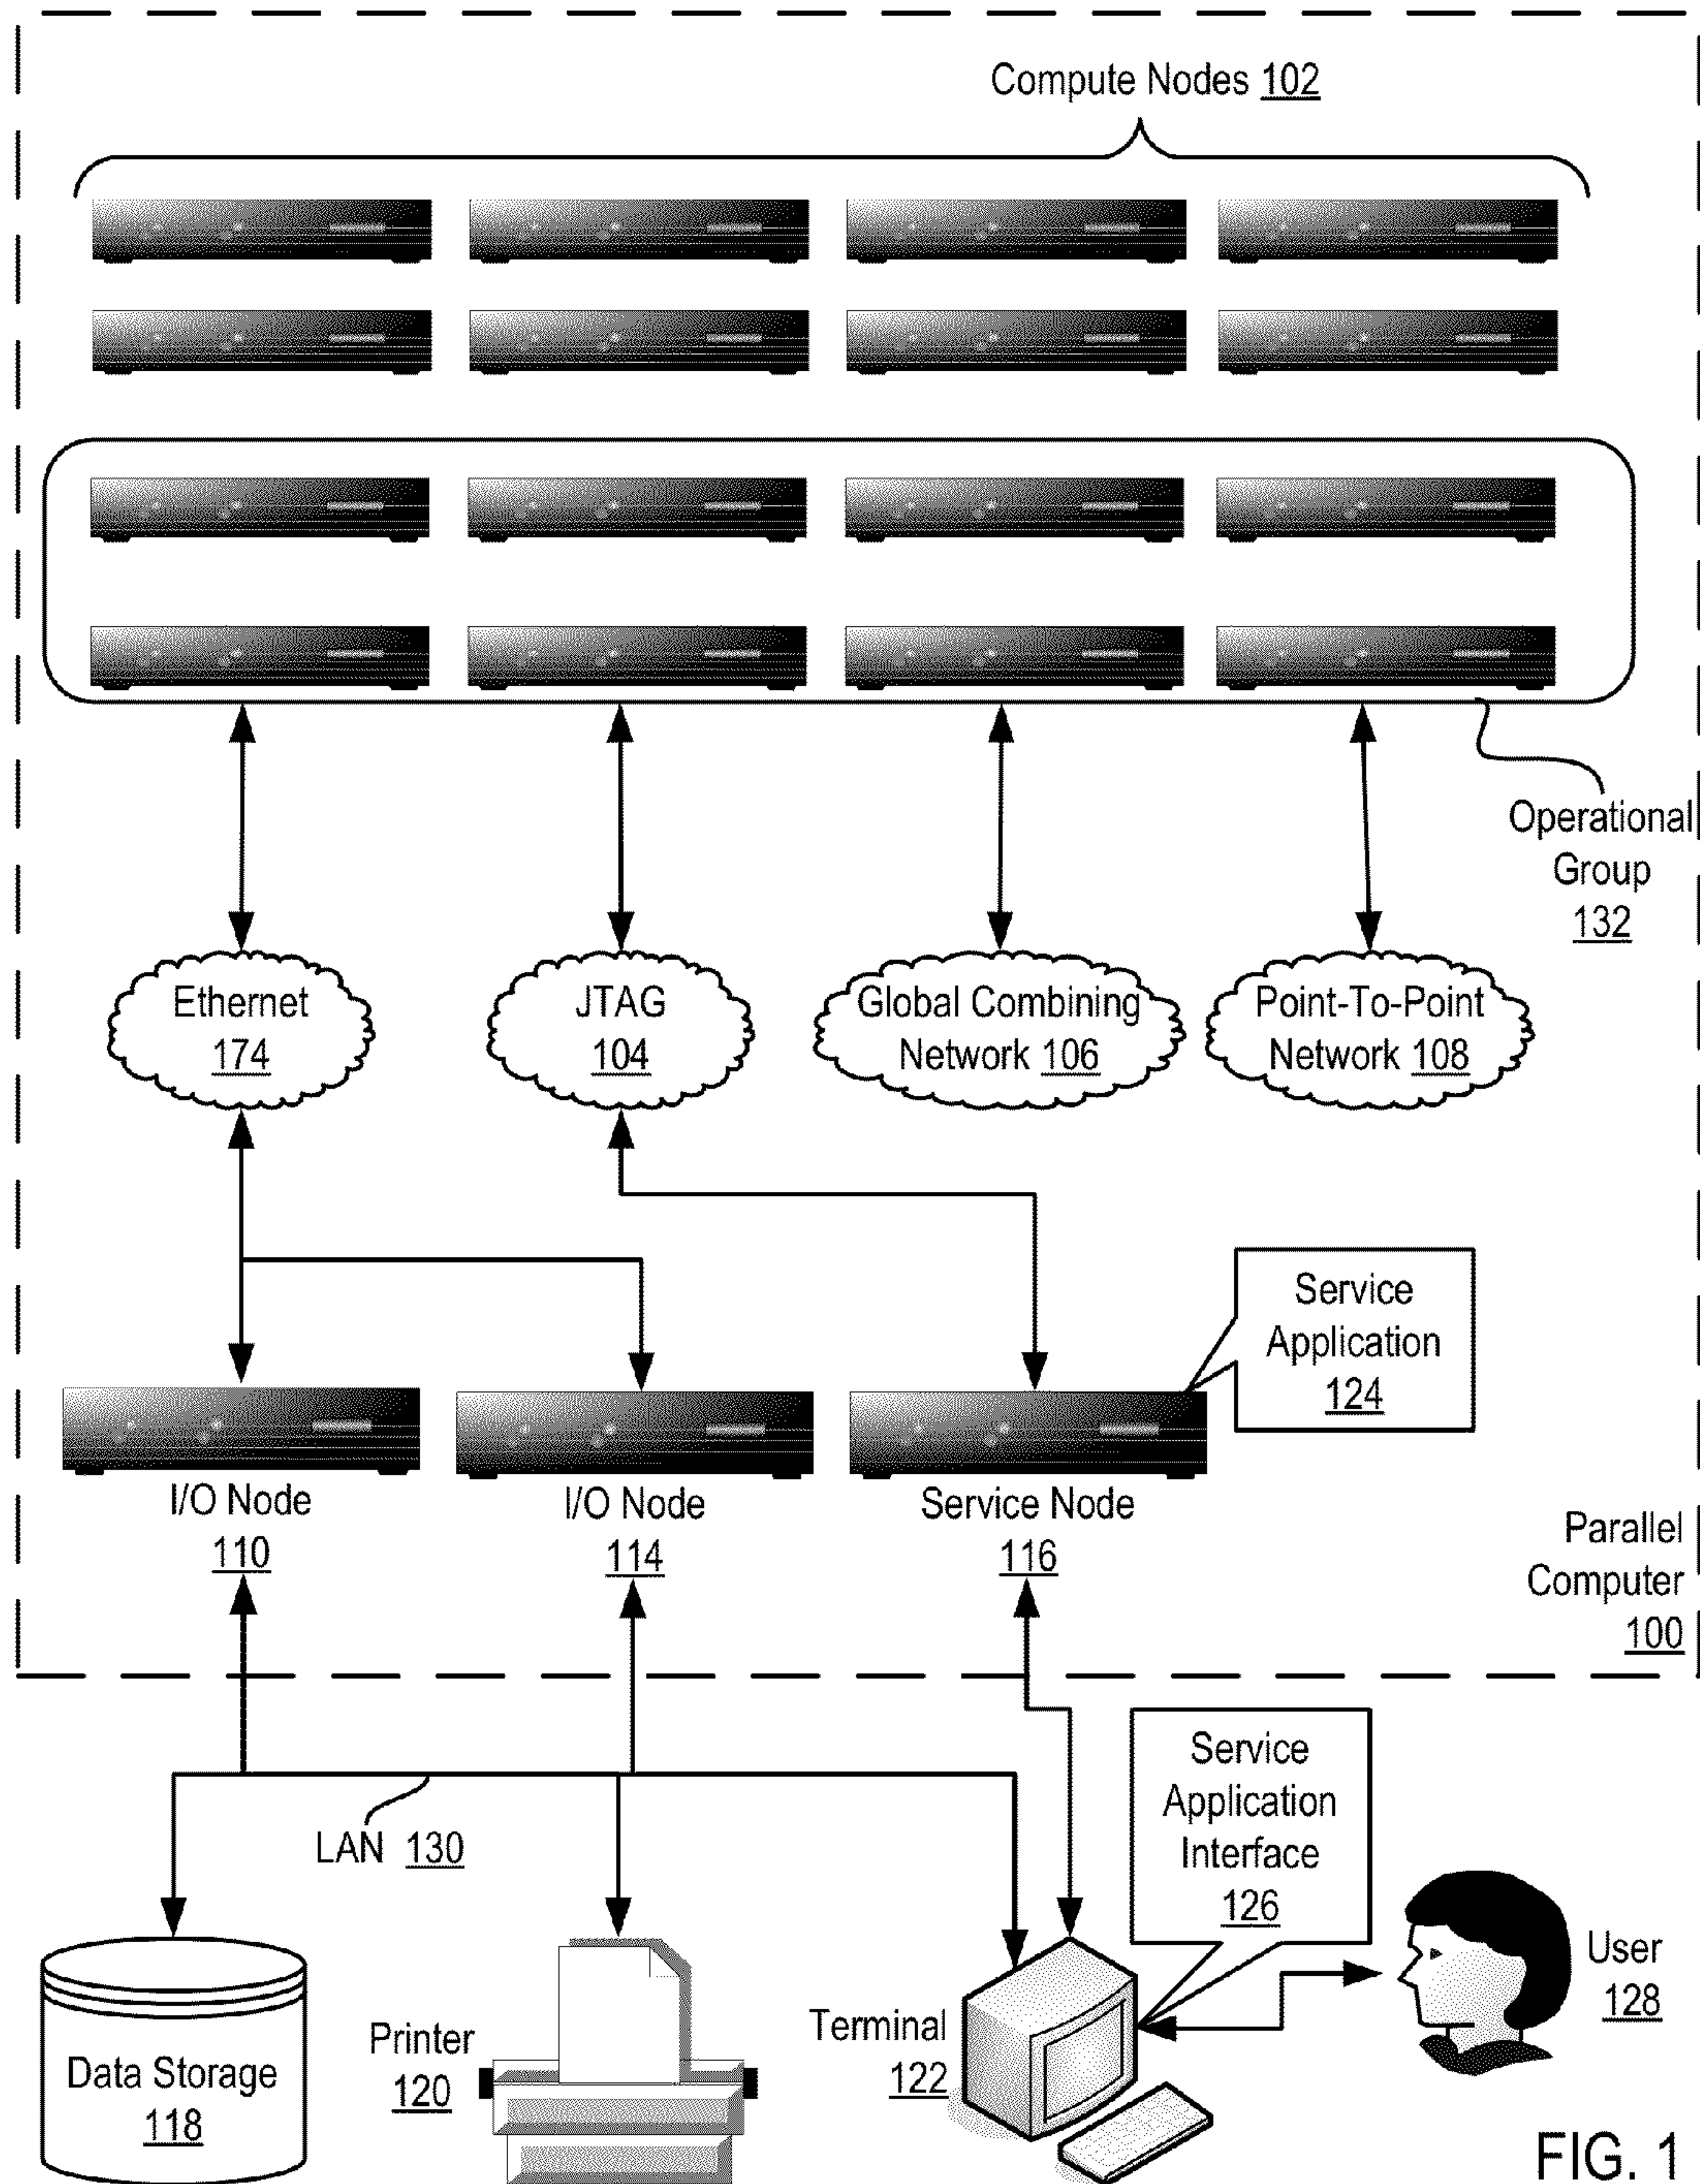 Compute Nodes 102
Operational
Group
132
Ethernet
174
JTAG
104
Global Combining
Network 106
Point-To-Point
Network 108
Service
Application
124
I/O Node
110
I/O Node
114
Service Node
116
Parallel
Computer
100
Service
Application
Interface
126
LAN 130
User
128
Data Storage
118
Printer
120
Terminal
122
FIG. 1